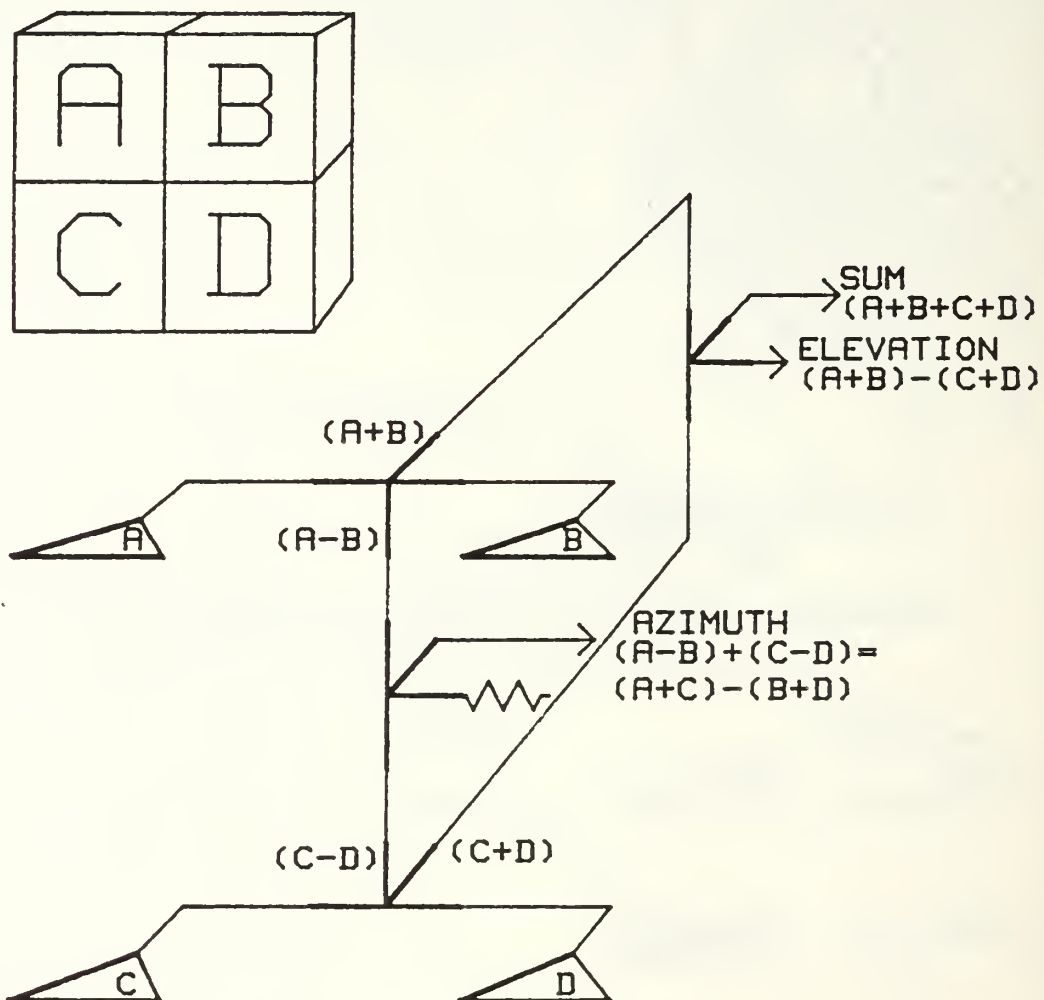 A B
C D
SUM
(A+B+C+D)
ELEVATION
(A+B)-(C+D)
(A+B)
A
(A-B)
B
AZIMUTH
(A-B)+(C-D)=
(A+C)-(B+D)
(C-D)
(C+D)
C
D